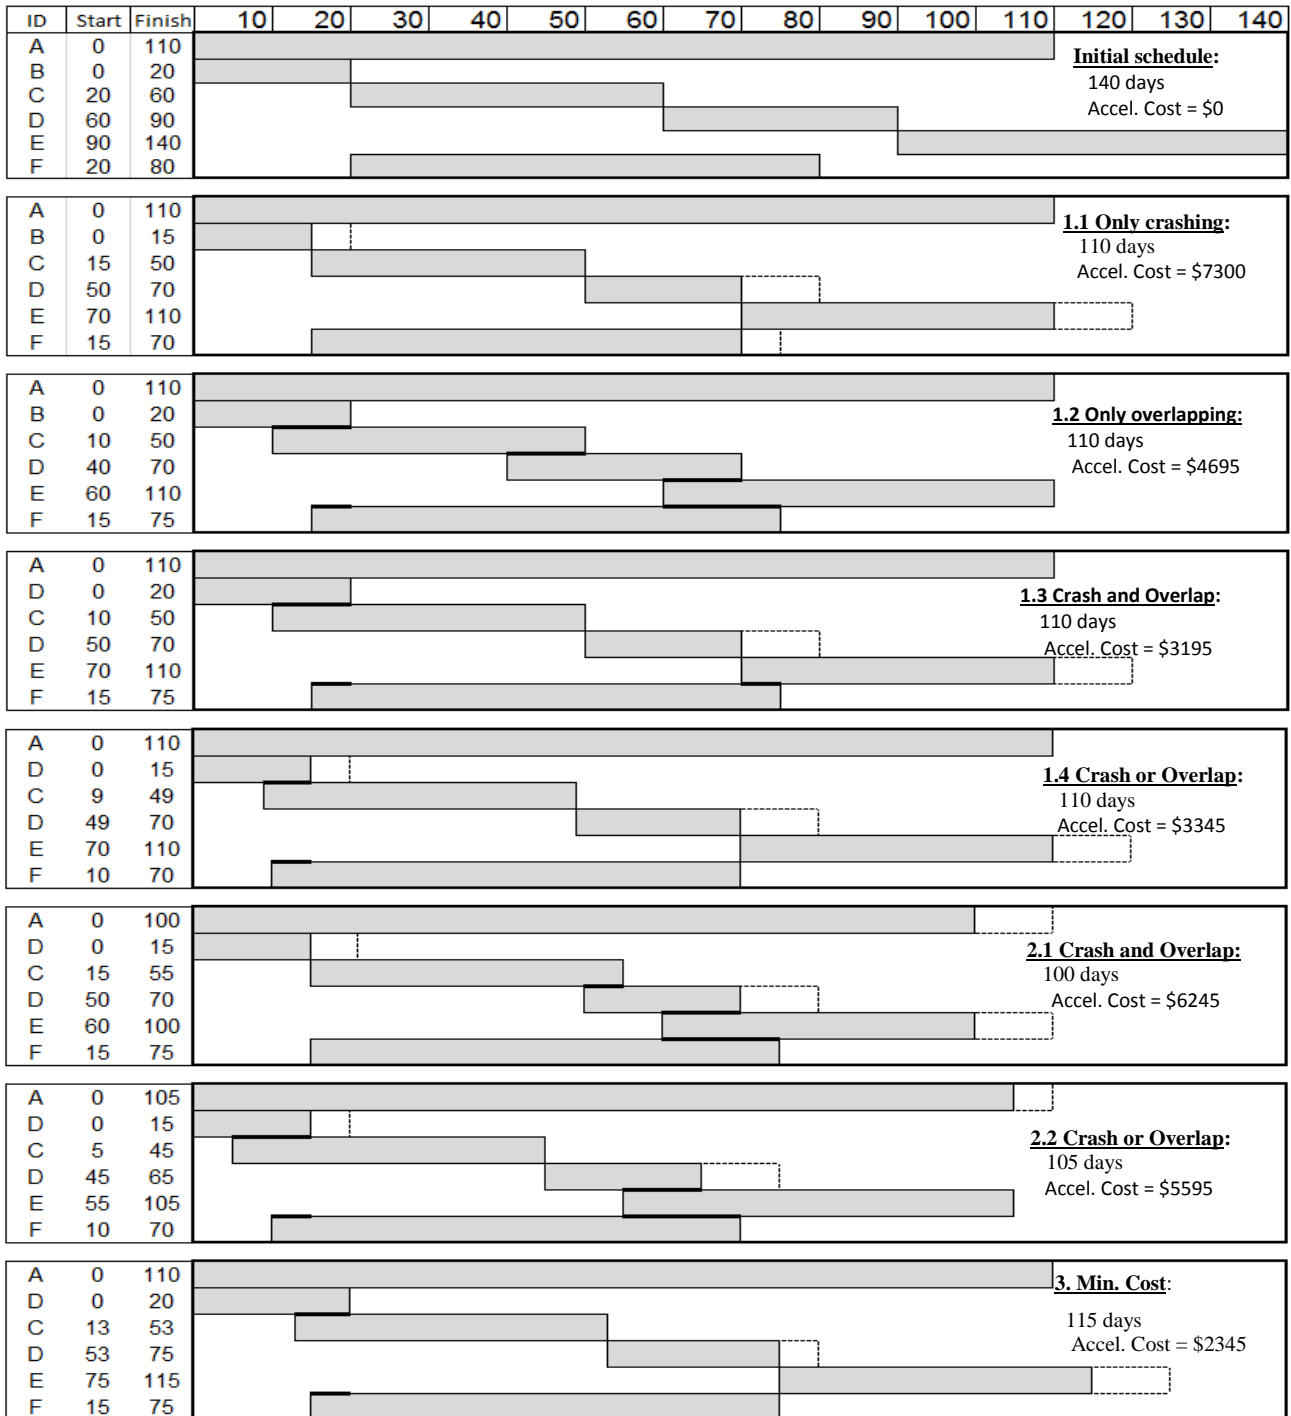 ID Start Finish 10 20 30 40 50 60 70 80 90 100 110 120 130 140
A 0 110
B 0 20
C 20 60
D 60 90
E 90 140
F 20 80
Initial schedule:
140 days
Accel. Cost = $0
A 0 110
B 0 15
C 15 50
D 50 70
E 70 110
F 15 70
1.1 Only crashing:
110 days
Accel. Cost = $7300
A 0 110
B 0 20
C 10 50
D 40 70
E 60 110
F 15 75
1.2 Only overlapping:
110 days
Accel. Cost = $4695
A 0 110
D 0 20
C 10 50
D 50 70
E 70 110
F 15 75
1.3 Crash and Overlap:
110 days
Accel. Cost = $3195
A 0 110
D 0 15
C 9 49
D 49 70
E 70 110
F 10 70
1.4 Crash or Overlap:
110 days
Accel. Cost = $3345
A 0 100
D 0 15
C 15 55
D 50 70
E 60 100
F 15 75
2.1 Crash and Overlap:
100 days
Accel. Cost = $6245
A 0 105
D 0 15
C 5 45
D 45 65
E 55 105
F 10 70
2.2 Crash or Overlap:
105 days
Accel. Cost = $5595
A 0 110
D 0 20
C 13 53
D 53 75
E 75 115
F 15 75
3. Min. Cost:
115 days
Accel. Cost = $2345